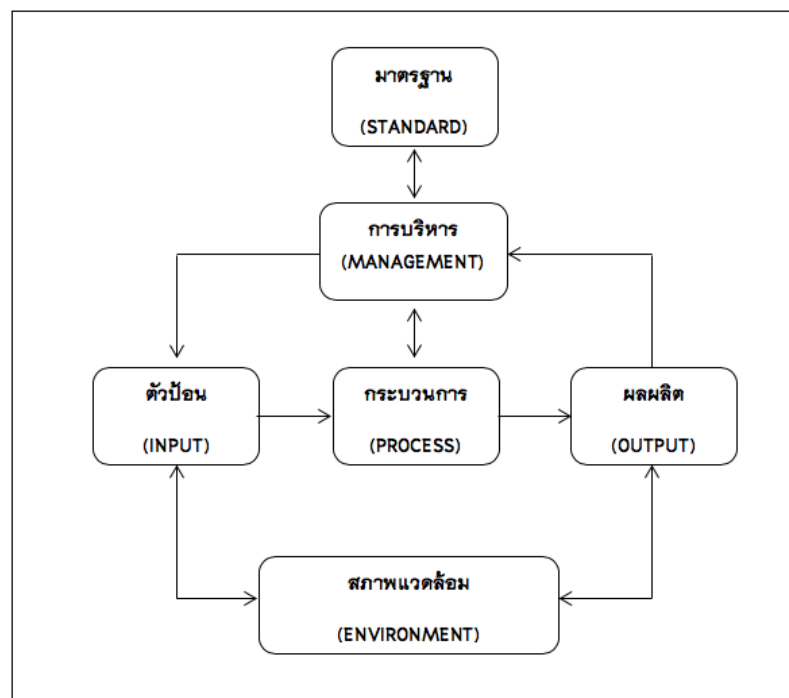 มาตรฐาน
(STANDARD)
การบริหาร
(MANAGEMENT)
ตัวป้อน
(INPUT)
กระบวนการ
(PROCESS)
ผลผลิต
(OUTPUT)
สภาพแวดล้อม
(ENVIRONMENT)